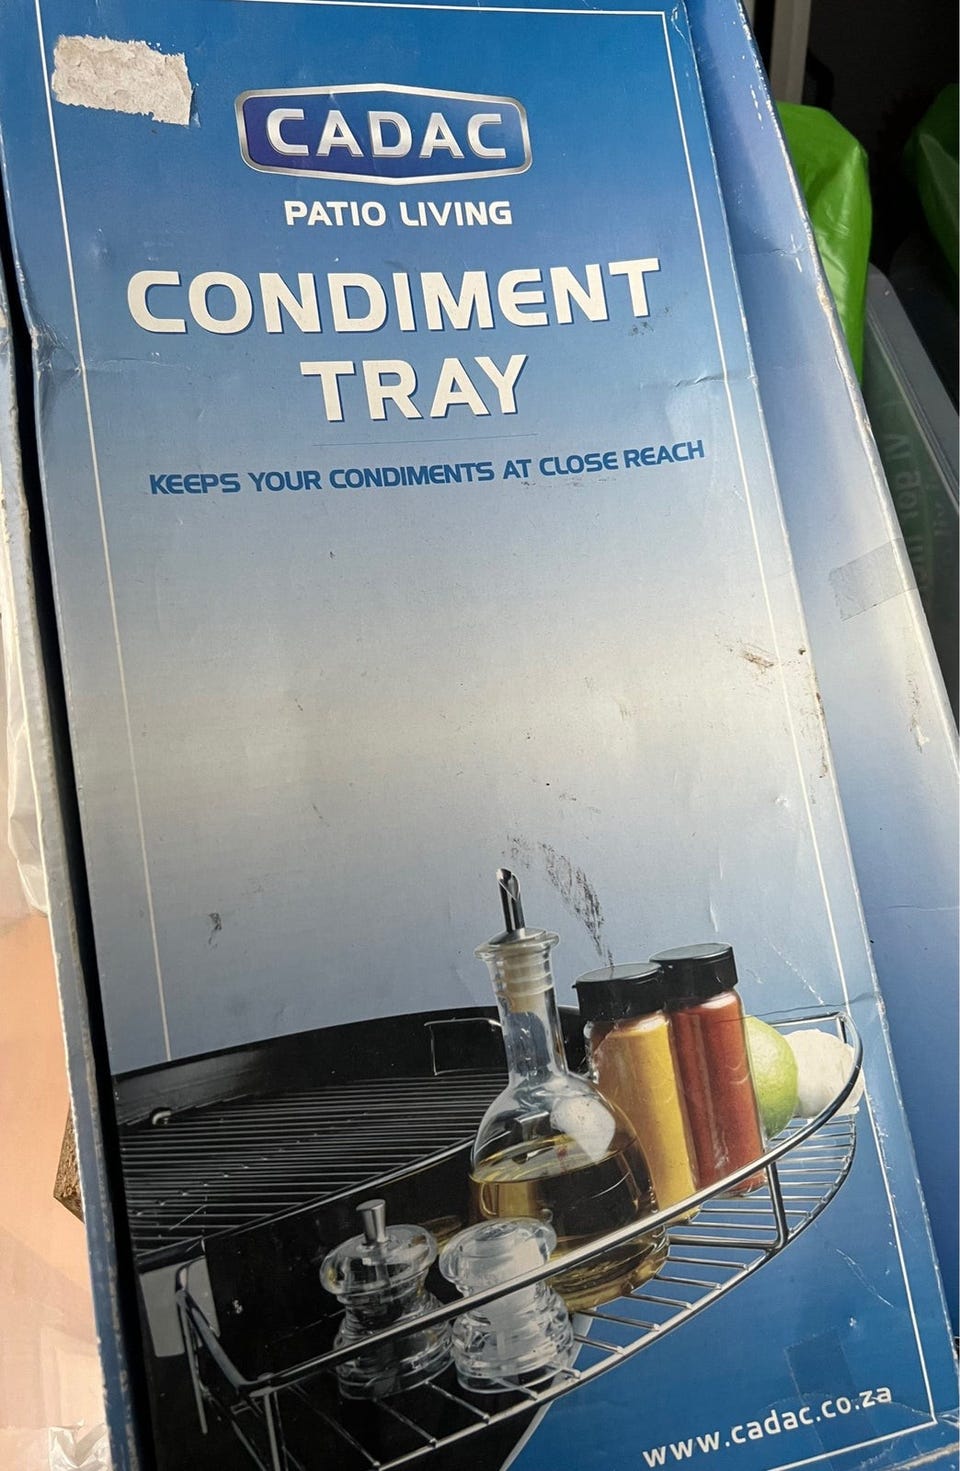 CADAC
PATIO LIVING
CONDIMENT
TRAY
KEEPS YOUR CONDIMENTS AT CLOSE REACH
www.cadac.co.za